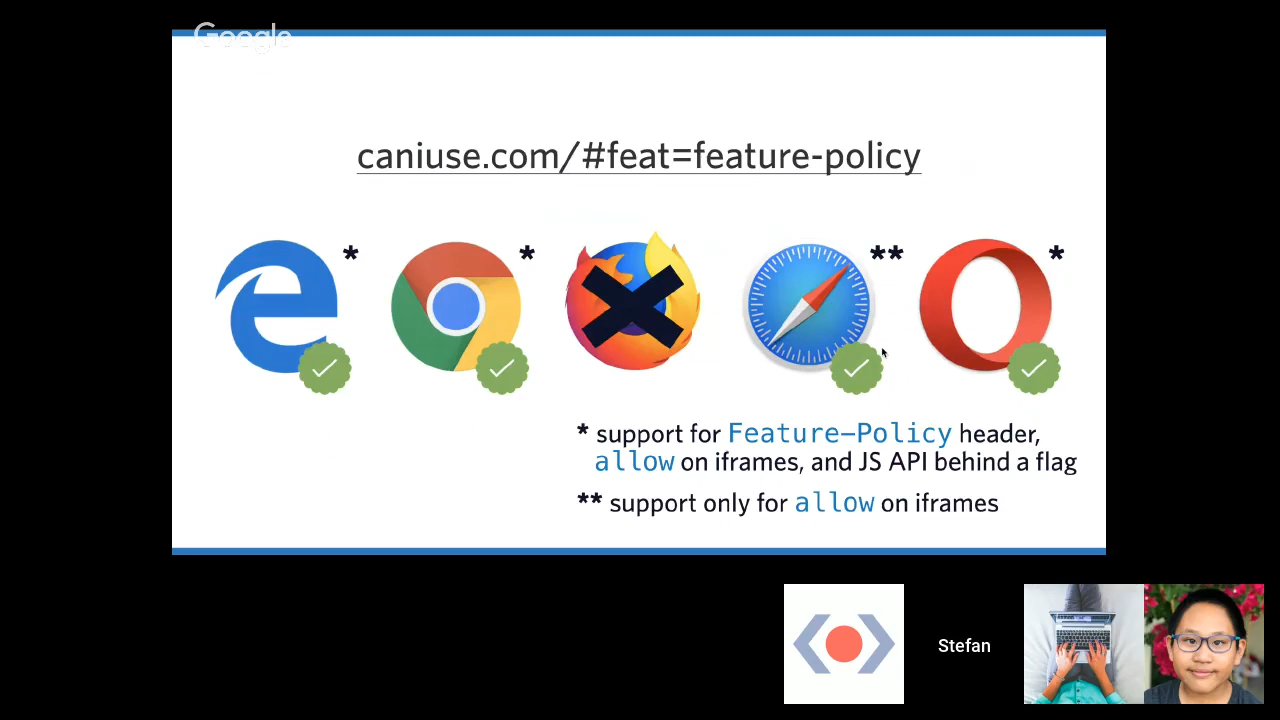 Google
caniuse.com/#feat=feature-policy
* * ** *
* support for Feature-Policy header,
allow on iframes, and JS API behind a flag
** support only for allow on iframes
Stefan